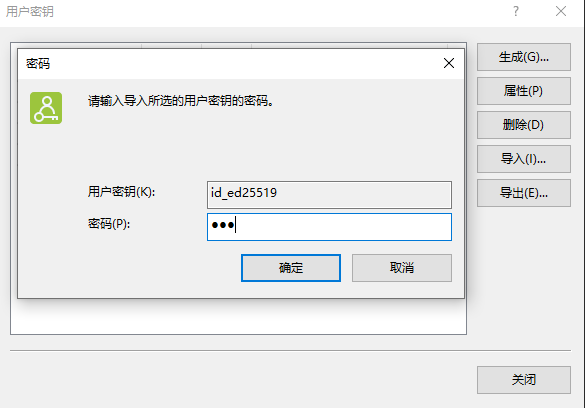 用户密钥
?
生成(G)...
密码
属性(P)
请输入导入所选的用户密钥的密码。
删除(D)
导入(I)...
用户密钥(K):
id_ed25519
导出(E)...
密码(P):
●●●
确定
取消
关闭